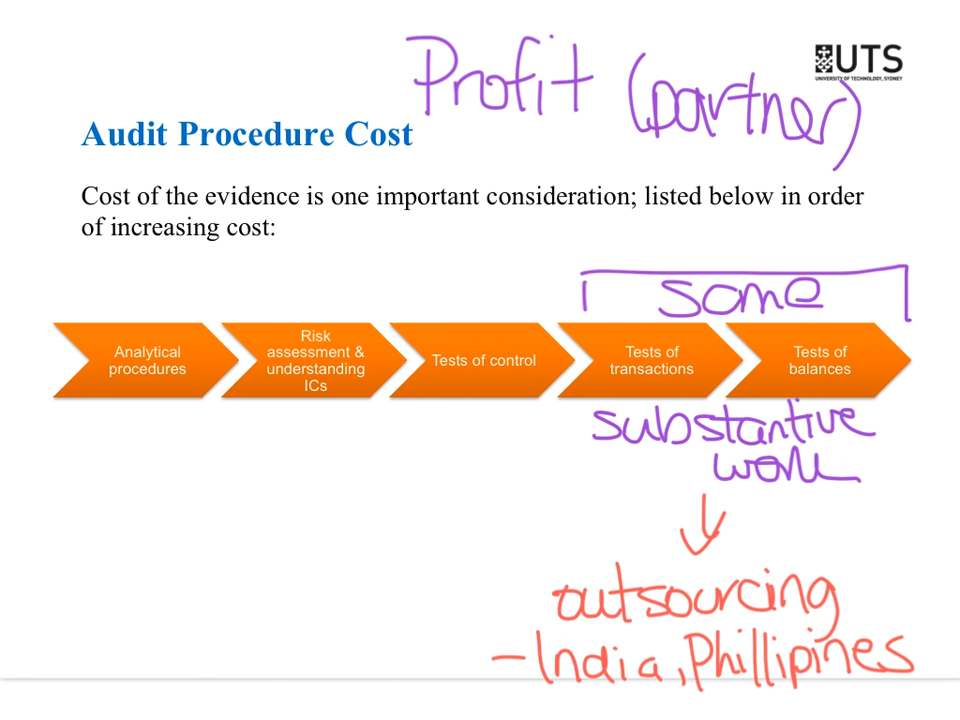 Profit (partner)
UTS
UNIVERSITY OF TECHNOLOGY, SYDNEY
Audit Procedure Cost
Cost of the evidence is one important consideration; listed below in order
of increasing cost:
some
Analytical
procedures
Risk
assessment &
understanding
ICs
Tests of control
Tests of
transactions
Tests of
balances
substantive
work
outsourcing
- India, Phillipines